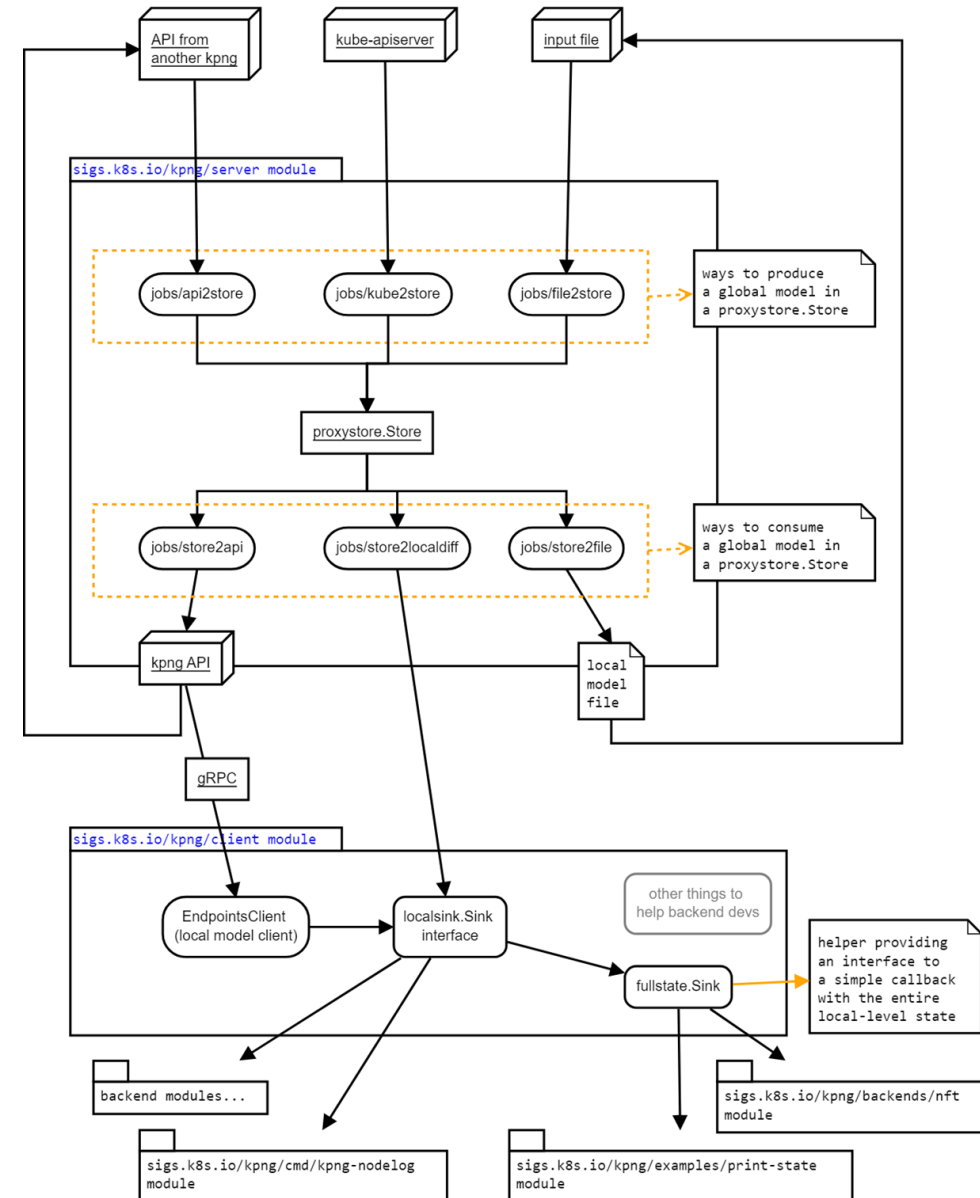 API from
another kpng
kube-apiserver
input file
sigs.k8s.io/kpng/server module
jobs/api2store
jobs/kube2store
jobs/file2store
ways to produce
a global model in
a proxystore.Store
proxystore.Store
jobs/store2api
jobs/store2localdiff
jobs/store2file
ways to consume
a global model in
a proxystore.Store
kpng API
local
model
file
gRPC
sigs.k8s.io/kpng/client module
EndpointsClient
(local model client)
localsink.Sink
interface
other things to
help backend devs
fullstate.Sink
helper providing
an interface to
a simple callback
with the entire
local-level state
backend modules...
sigs.k8s.io/kpng/backends/nft
module
sigs.k8s.io/kpng/cmd/kpng-nodelog
module
sigs.k8s.io/kpng/examples/print-state
module